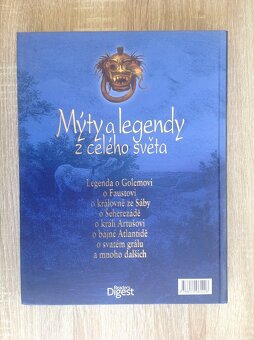 Mýty a legendy
z celého světa
Legenda o Golemovi
o Faustovi
o královně ze Sáby
o Šeherezádě
o králi Artušovi
o bájné Atlantidě
o svatém grálu
a mnoho dalších
Reader's
Digest